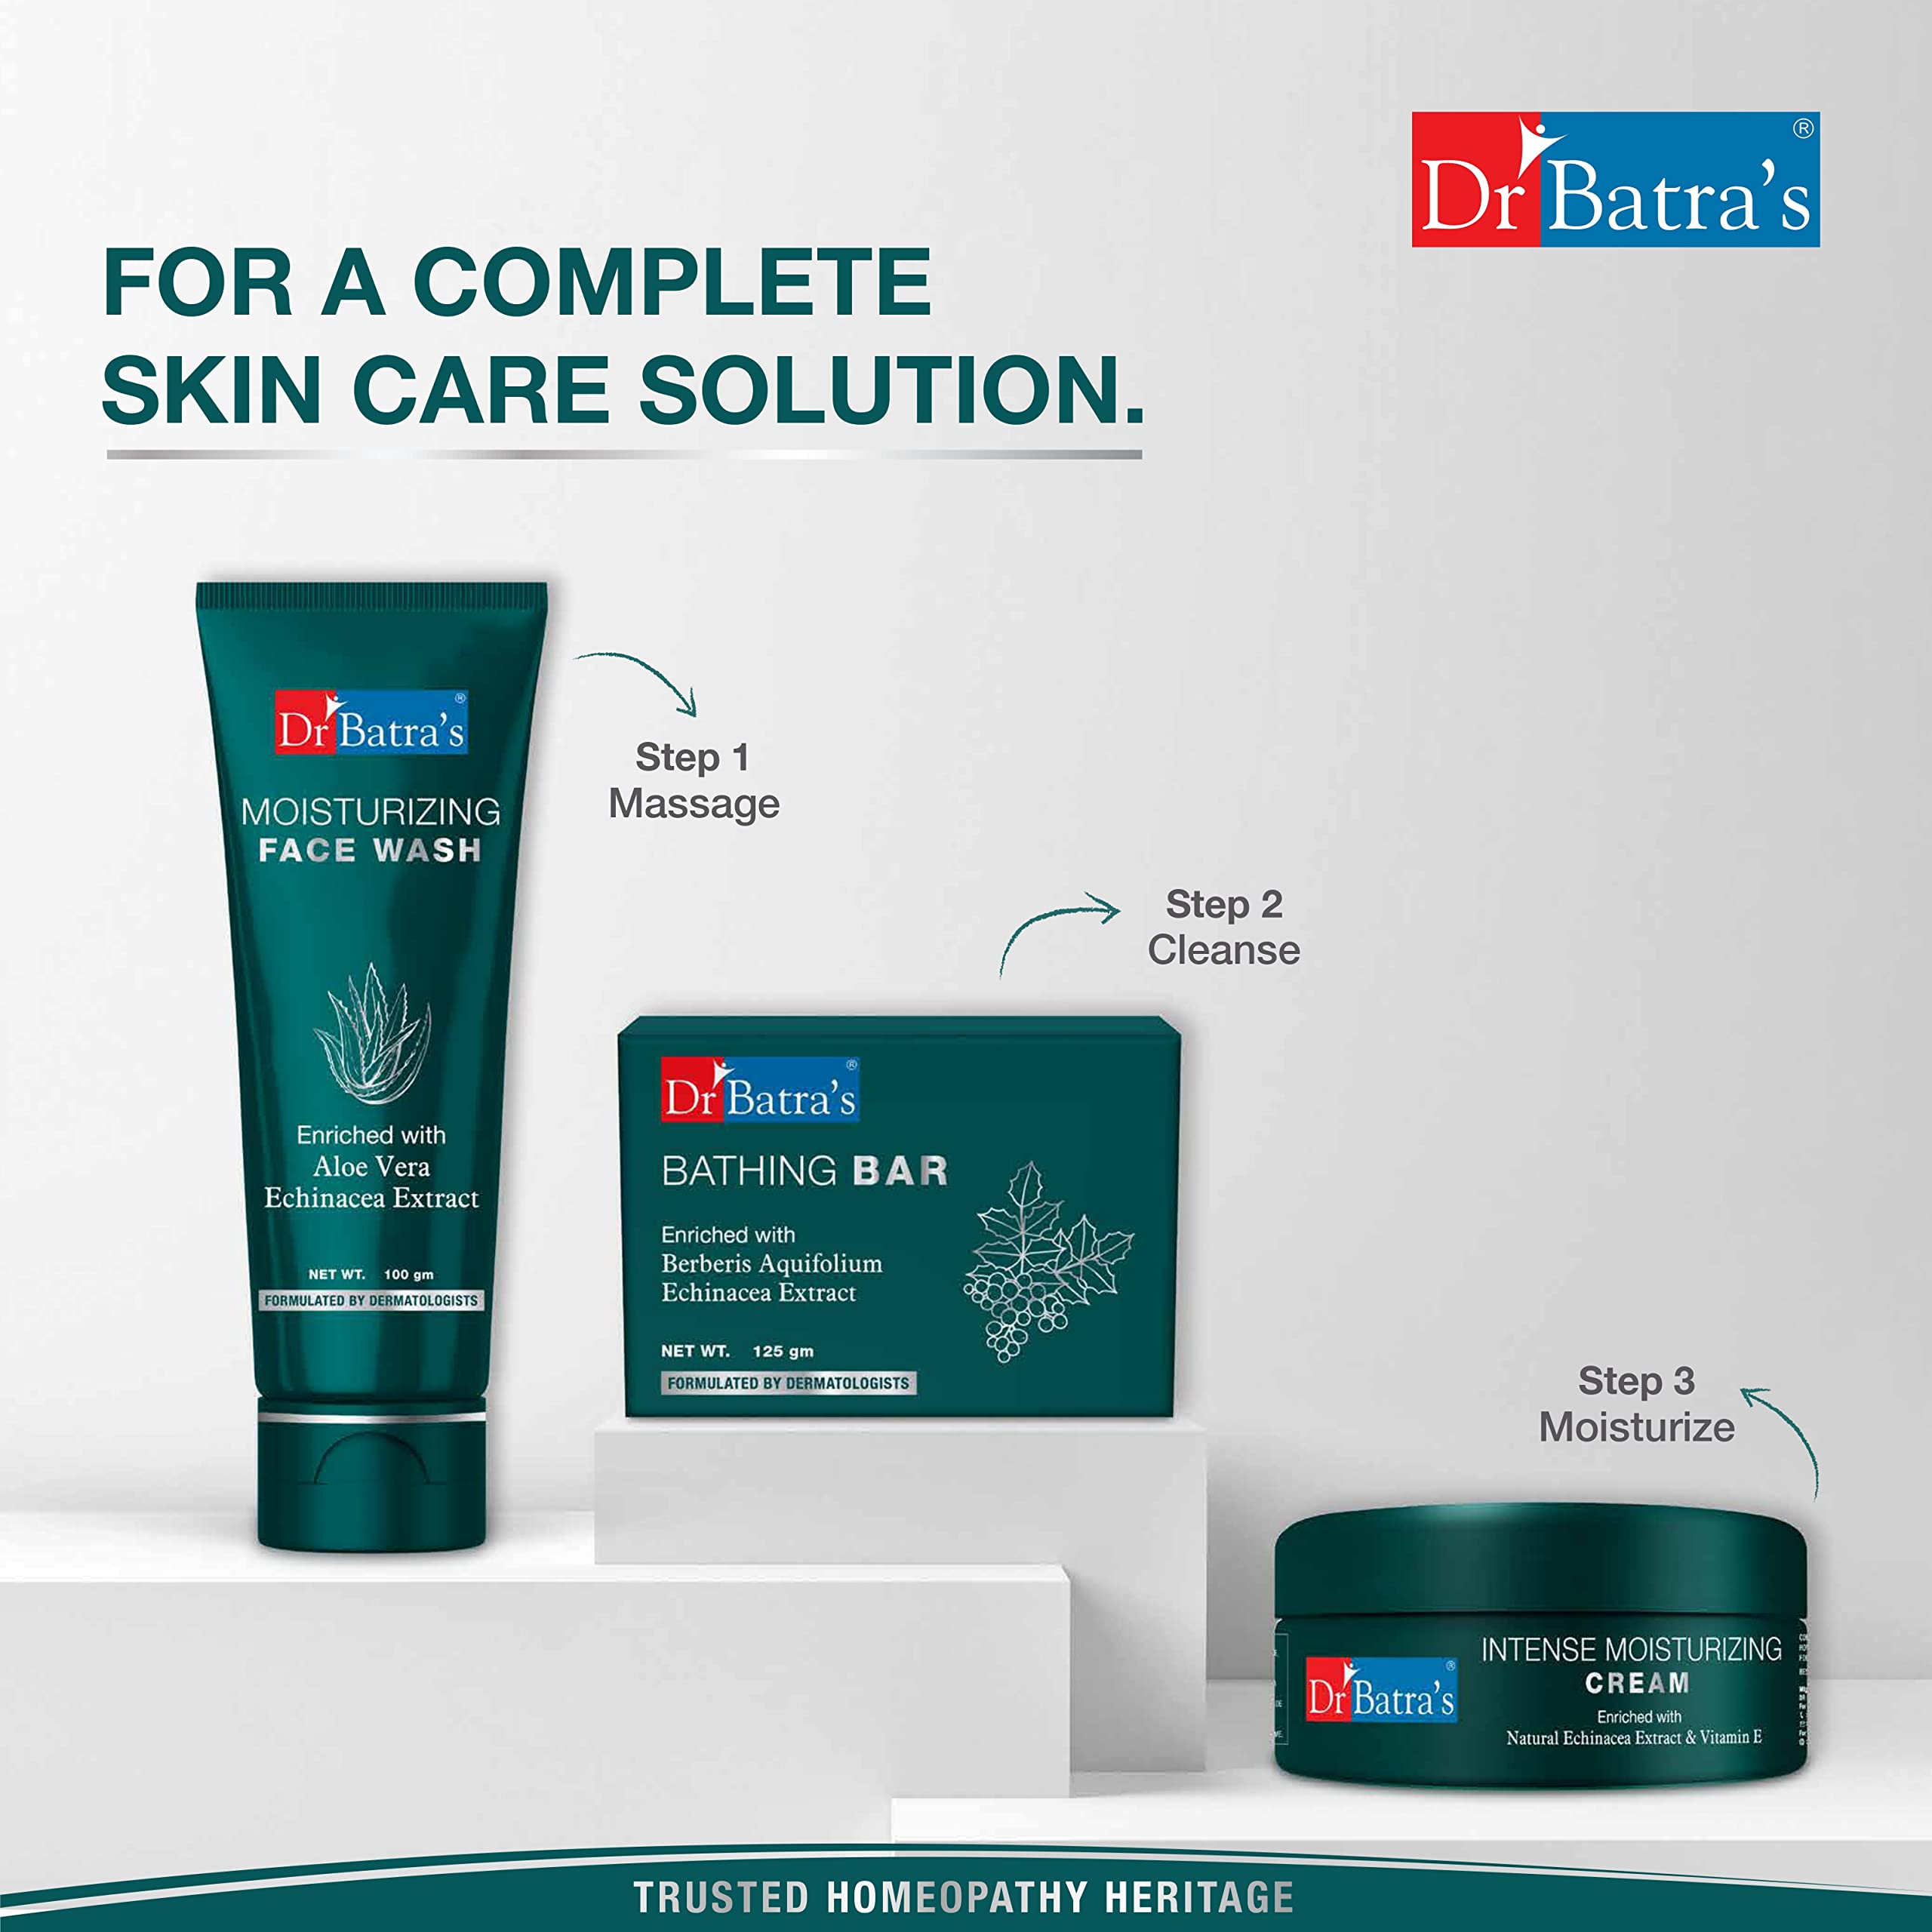 Dr Batra's ®
FOR A COMPLETE
SKIN CARE SOLUTION.
Dr Batra's ®
MOISTURIZING
FACE WASH
Enriched with
Aloe Vera
Echinacea Extract
NET WT. 100 gm
FORMULATED BY DERMATOLOGISTS
Step 1
Massage
Step 2
Cleanse
Dr Batra's ®
BATHING BAR
Enriched with
Berberis Aquifolium
Echinacea Extract
NET WT. 125 gm
FORMULATED BY DERMATOLOGISTS
Step 3
Moisturize
Dr Batra's ®
INTENSE MOISTURIZING
CREAM
Enriched with
Natural Echinacea Extract & Vitamin E
TRUSTED HOMEOPATHY HERITAGE